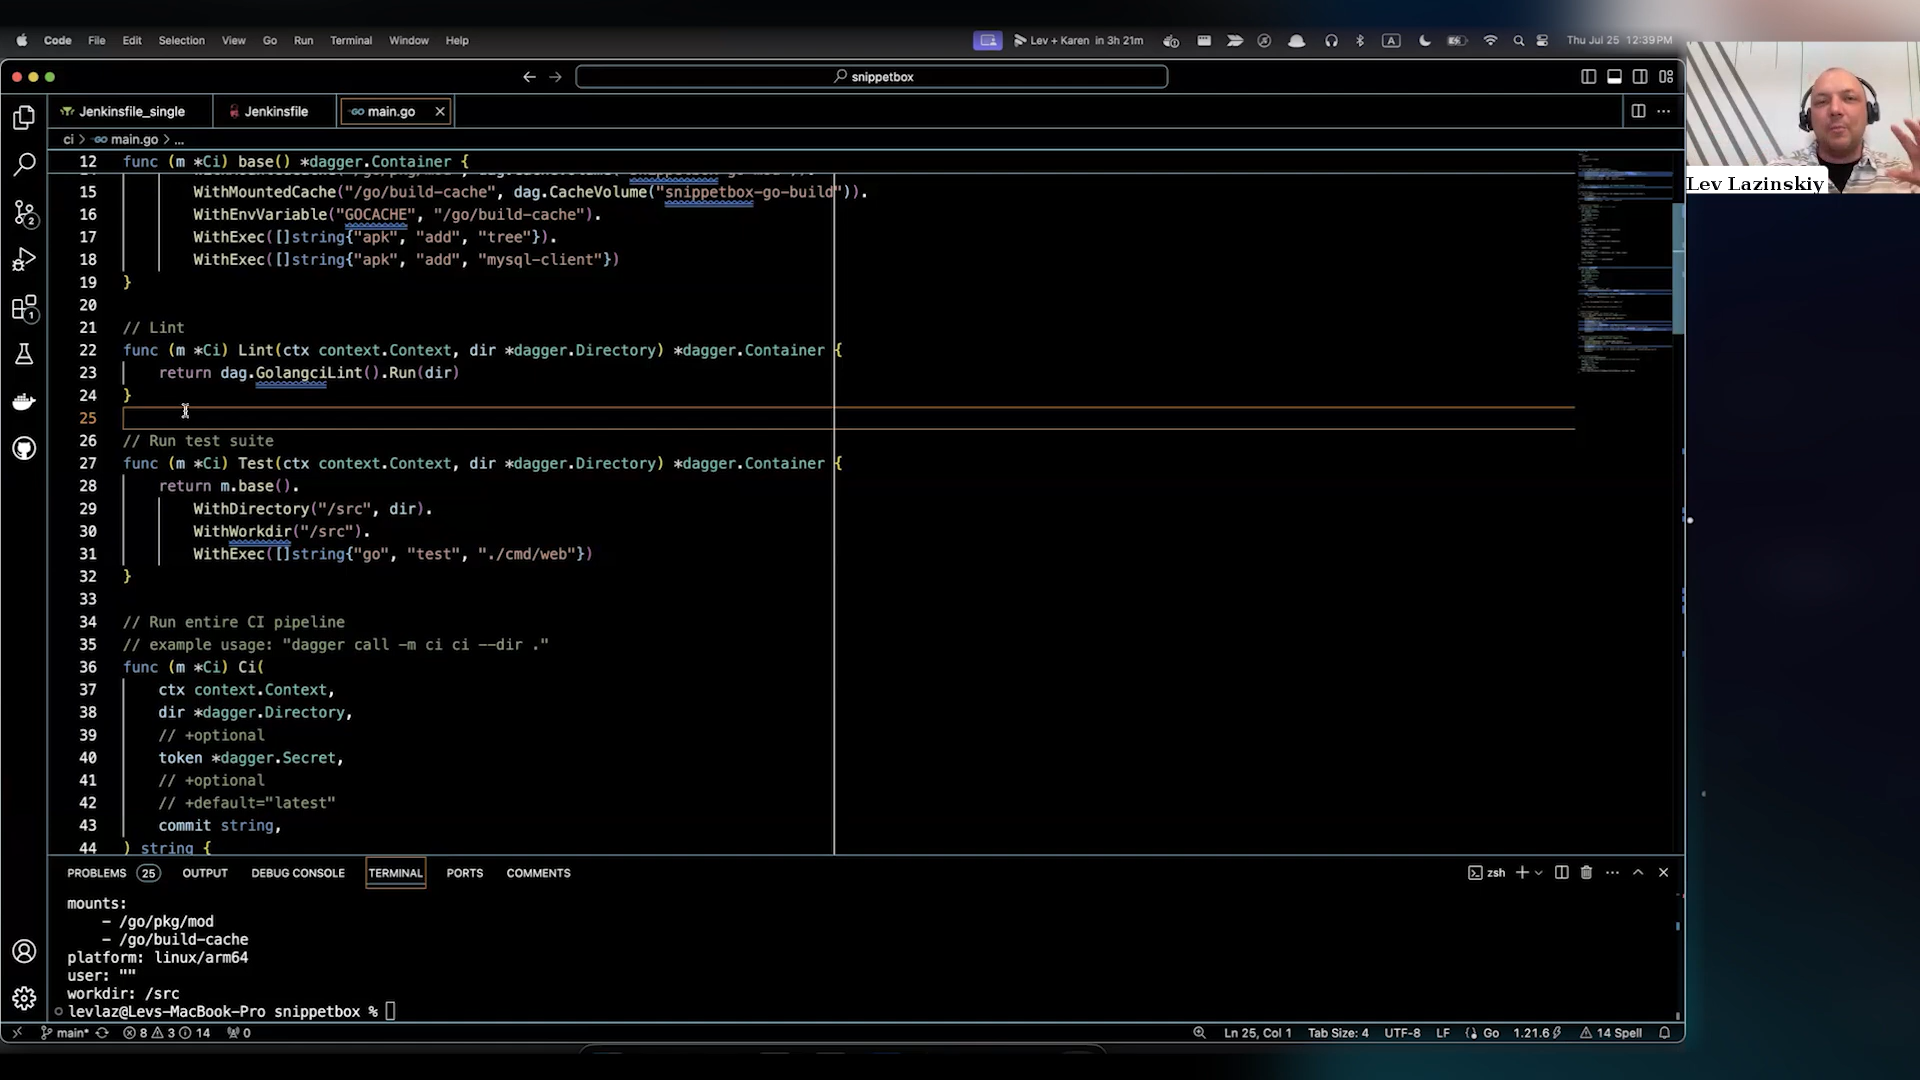 Code File Edit Selection View Go Run Terminal Window Help
Lev + Karen in 3h 21m
A
Thu Jul 25 12:39 PM
snippetbox
Jenkinsfile_single
Jenkinsfile
main.go
ci > main.go > ...
12 func (m *Ci) base() *dagger.Container {
15 WithMountedCache("/go/build-cache", dag.CacheVolume("snippetbox-go-build")).
16 WithEnvVariable("GOCACHE", "/go/build-cache").
17 WithExec([]string{"apk", "add", "tree"}).
18 WithExec([]string{"apk", "add", "mysql-client"})
19 }
20
21 // Lint
22 func (m *Ci) Lint(ctx context.Context, dir *dagger.Directory) *dagger.Container {
23 return dag.GolangciLint().Run(dir)
24 }
25
26 // Run test suite
27 func (m *Ci) Test(ctx context.Context, dir *dagger.Directory) *dagger.Container {
28 return m.base().
29 WithDirectory("/src", dir).
30 WithWorkdir("/src").
31 WithExec([]string{"go", "test", "./cmd/web"})
32 }
33
34 // Run entire CI pipeline
35 // example usage: "dagger call -m ci ci --dir ."
36 func (m *Ci) Ci(
37 ctx context.Context,
38 dir *dagger.Directory,
39 // +optional
40 token *dagger.Secret,
41 // +optional
42 // +default="latest"
43 commit string,
44 ) string {
Lev Lazinskiy
2
1
PROBLEMS 25 OUTPUT DEBUG CONSOLE TERMINAL PORTS COMMENTS
zsh
mounts:
- /go/pkg/mod
- /go/build-cache
platform: linux/arm64
user: ""
workdir: /src
levlaz@Levs-MacBook-Pro snippetbox %
main* 8 3 14 0
Ln 25, Col 1 Tab Size: 4 UTF-8 LF Go 1.21.6 14 Spell